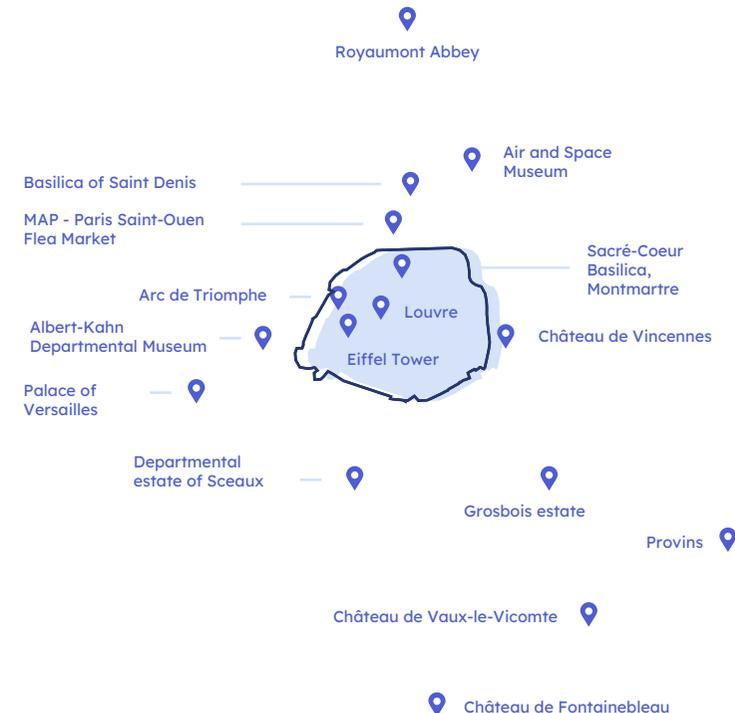 Royaumont Abbey
Air and Space
Museum
Basilica of Saint Denis
MAP - Paris Saint-Ouen
Flea Market
Sacré-Coeur
Basilica,
Montmartre
Arc de Triomphe
Louvre
Albert-Kahn
Departmental Museum
Château de Vincennes
Eiffel Tower
Palace of
Versailles
Departmental
estate of Sceaux
Grosbois estate
Provins
Château de Vaux-le-Vicomte
Château de Fontainebleau